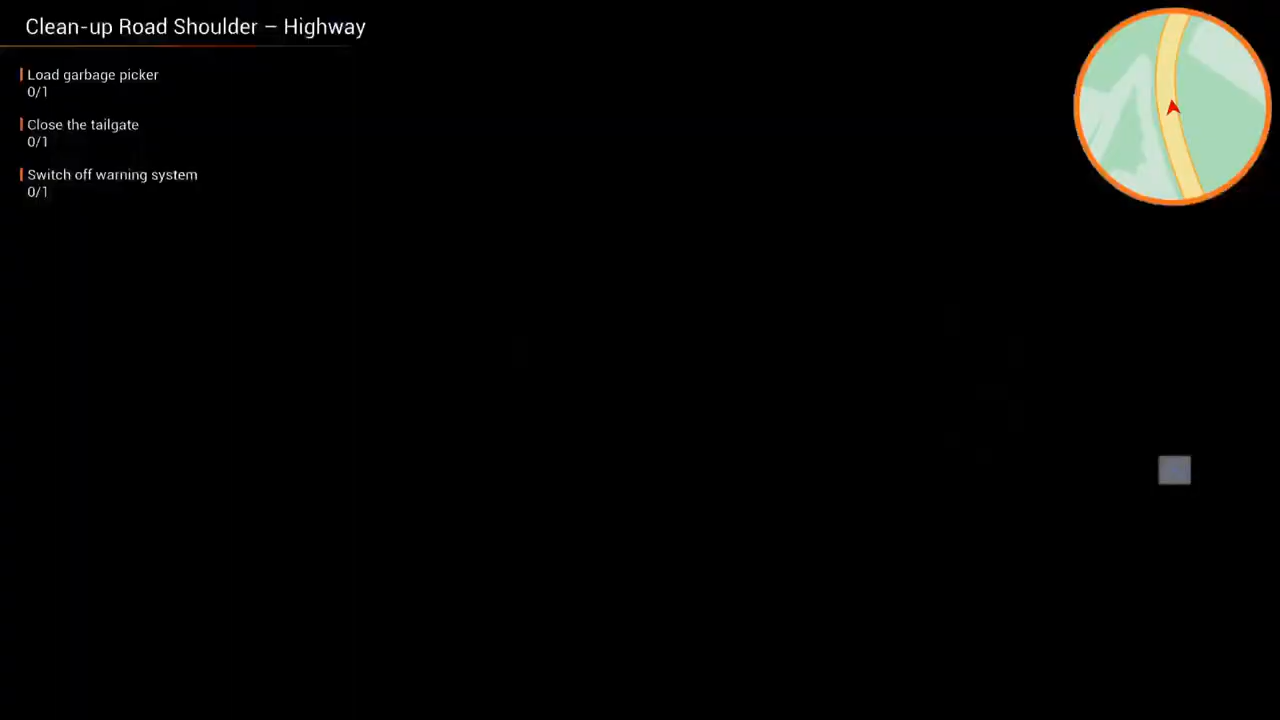 Clean-up Road Shoulder – Highway
Load garbage picker
0/1
Close the tailgate
0/1
Switch off warning system
0/1